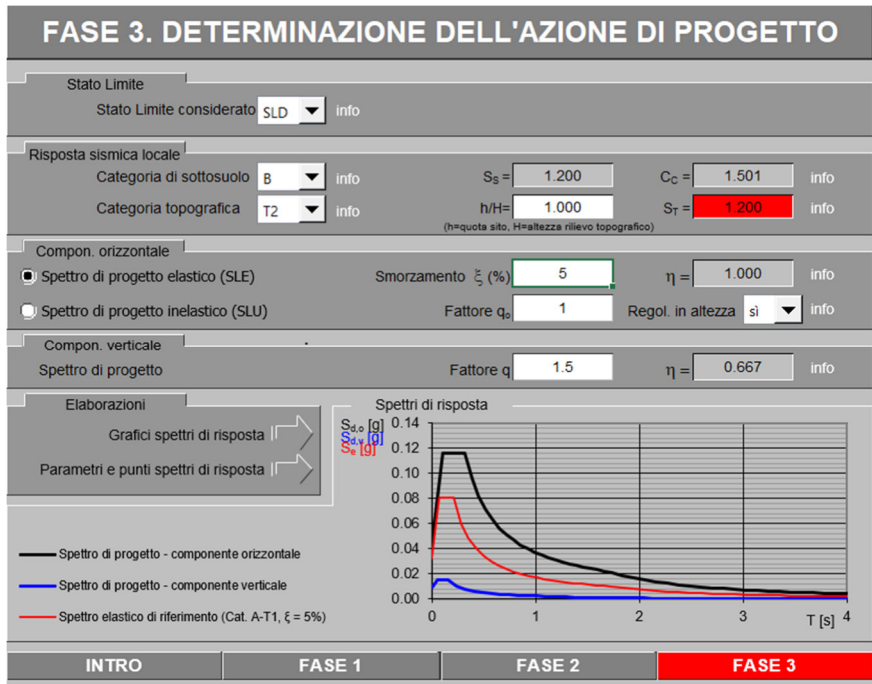 FASE 3. DETERMINAZIONE DELL'AZIONE DI PROGETTO
Stato Limite
Stato Limite considerato SLD info
Risposta sismica locale
Categoria di sottosuolo B info SS = 1.200 CC = 1.501 info
Categoria topografica T2 info h/H= 1.000 ST = 1.200 info
(h=quota sito, H=altezza rilievo topografico)
Compon. orizzontale
Spettro di progetto elastico (SLE) Smorzamento ξ (%) 5 η = 1.000 info
Spettro di progetto inelastico (SLU) Fattore qo 1 Regol. in altezza sì info
Compon. verticale
Spettro di progetto Fattore q 1.5 η = 0.667 info
Elaborazioni
Grafici spettri di risposta
Parametri e punti spettri di risposta
Spettri di risposta
Sd,o [g]
Sd,v [g]
Se [g]
0.14
0.12
0.10
0.08
0.06
0.04
0.02
0.00
0 1 2 3 4
T [s]
Spettro di progetto - componente orizzontale
Spettro di progetto - componente verticale
Spettro elastico di riferimento (Cat. A-T1, ξ = 5%)
INTRO FASE 1 FASE 2 FASE 3